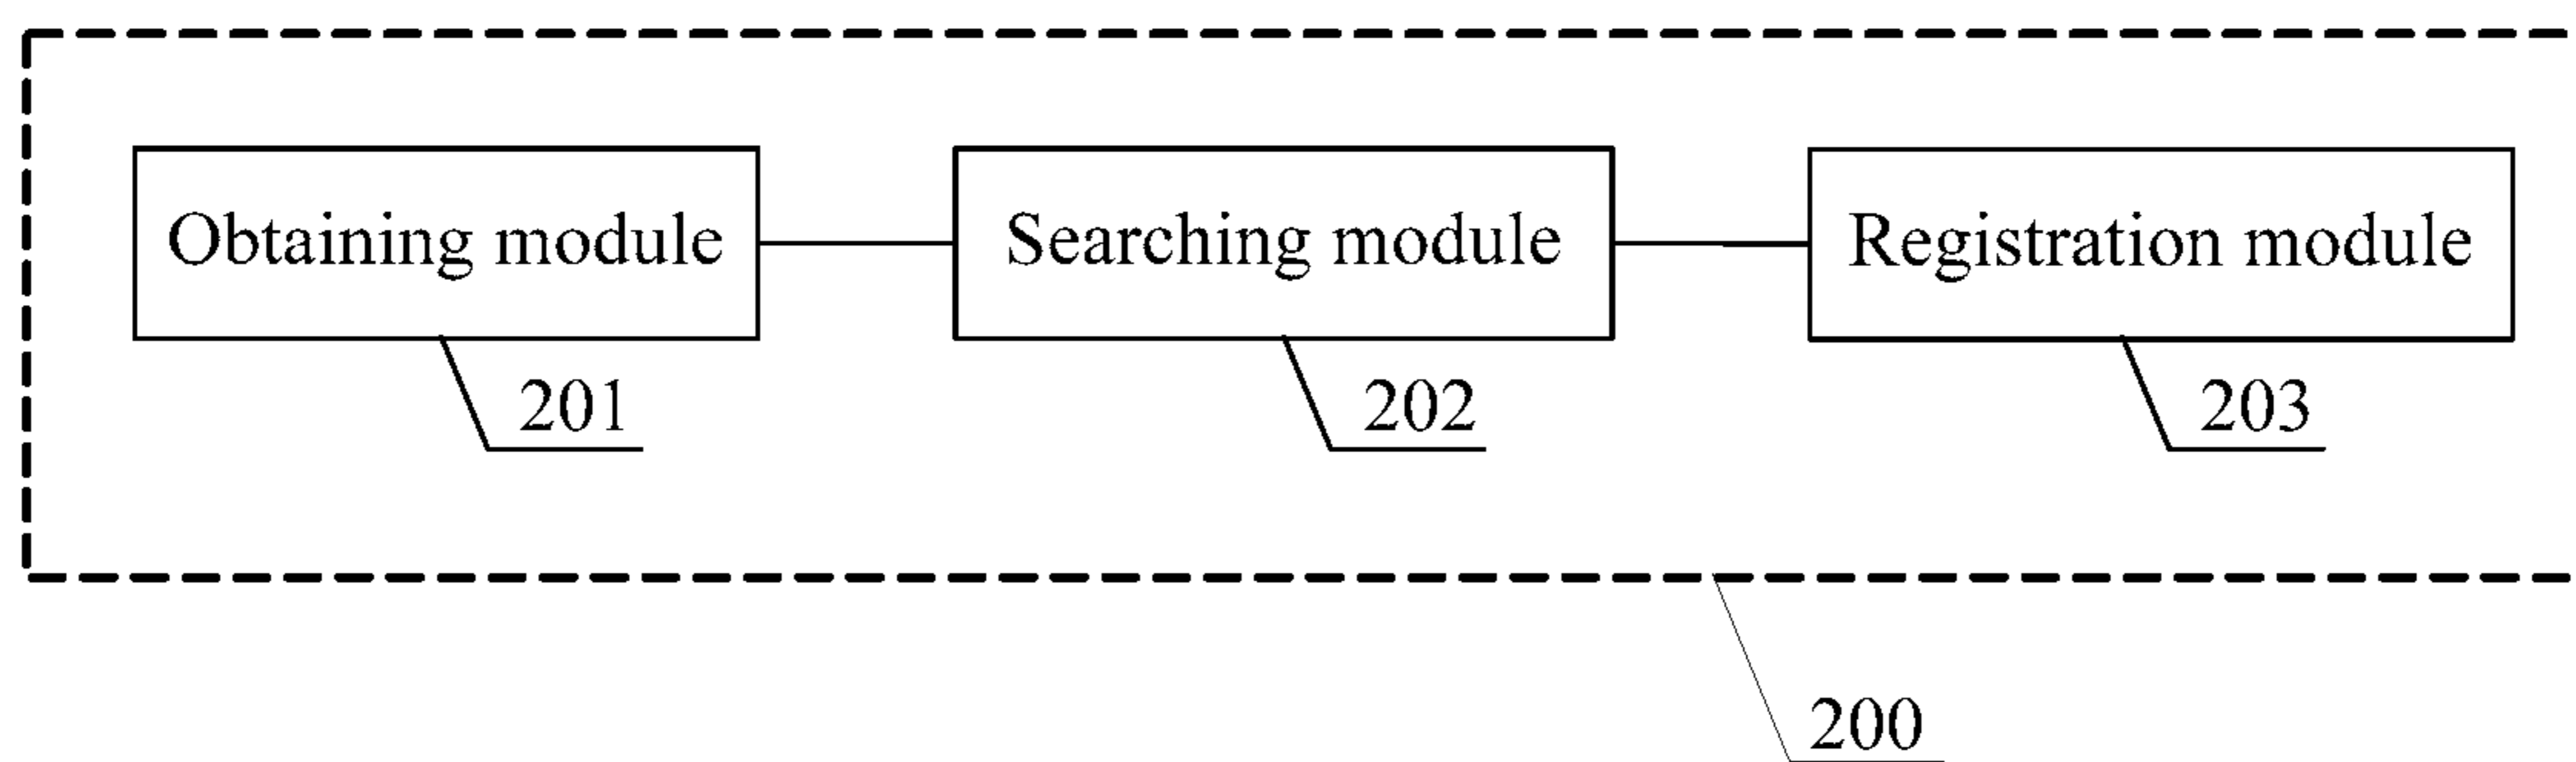 Obtaining module
Searching module
Registration module
201
202
203
200